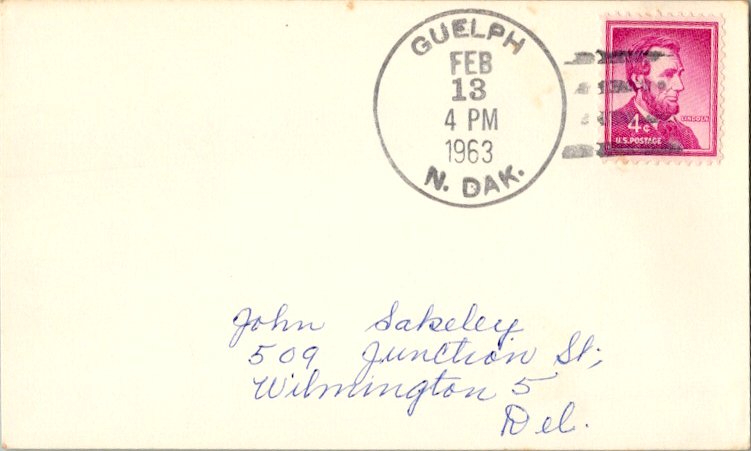 GUELPH
FEB
13
4 PM
1963
N. DAK.
LINCOLN
4¢
U.S. POSTAGE
John Sakeley
509 Junction St;
Wilmington 5
Del.